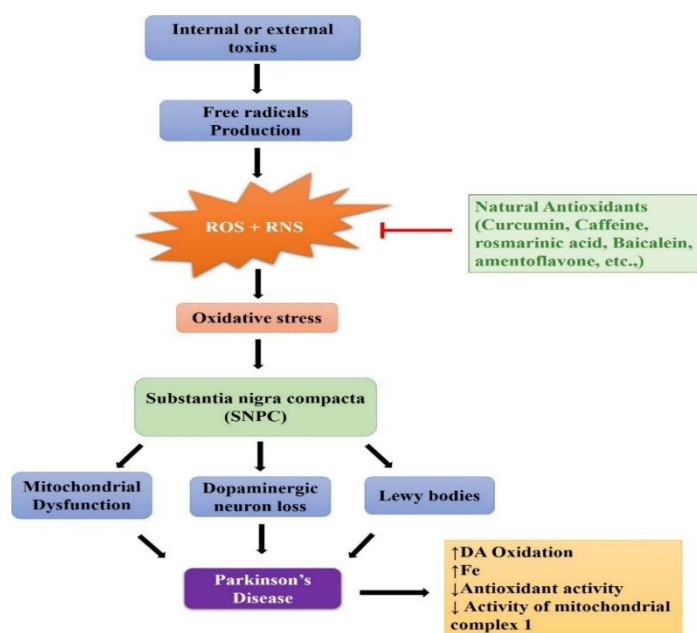 Internal or external
toxins
Free radicals
Production
ROS + RNS
Natural Antioxidants
(Curcumin, Caffeine,
rosmarinic acid, Baicalein,
amentoflavone, etc.,)
Oxidative stress
Substantia nigra compacta
(SNPC)
Mitochondrial
Dysfunction
Dopaminergic
neuron loss
Lewy bodies
Parkinson's
Disease
↑DA Oxidation
↑Fe
↓Antioxidant activity
↓ Activity of mitochondrial
complex 1